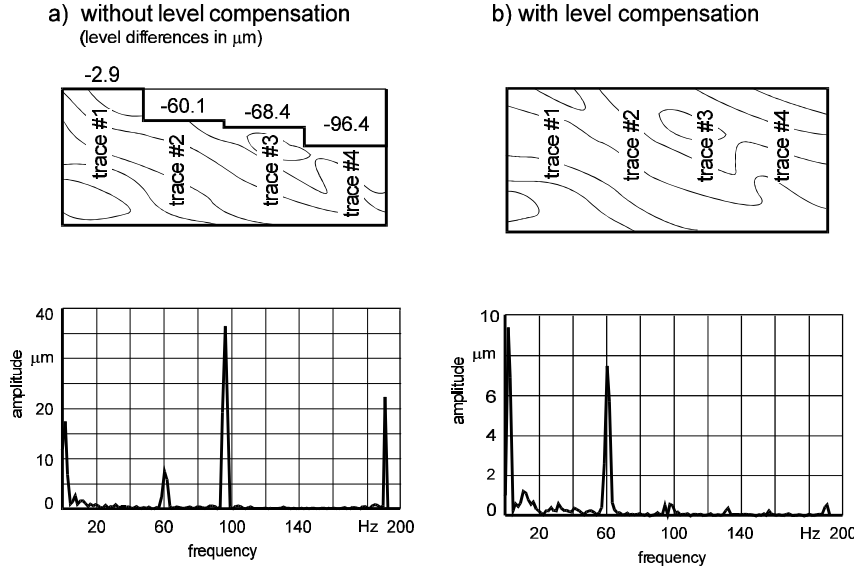 a) without level compensation
(level differences in μm)
-2.9
-60.1
-68.4
-96.4
trace #1
trace #2
trace #3
trace #4
40
μm
20
10
0
amplitude
20 60 100 140 Hz 200
frequency
b) with level compensation
trace #1
trace #2
trace #3
trace #4
10
μm
6
4
2
0
amplitude
20 60 100 140 Hz 200
frequency